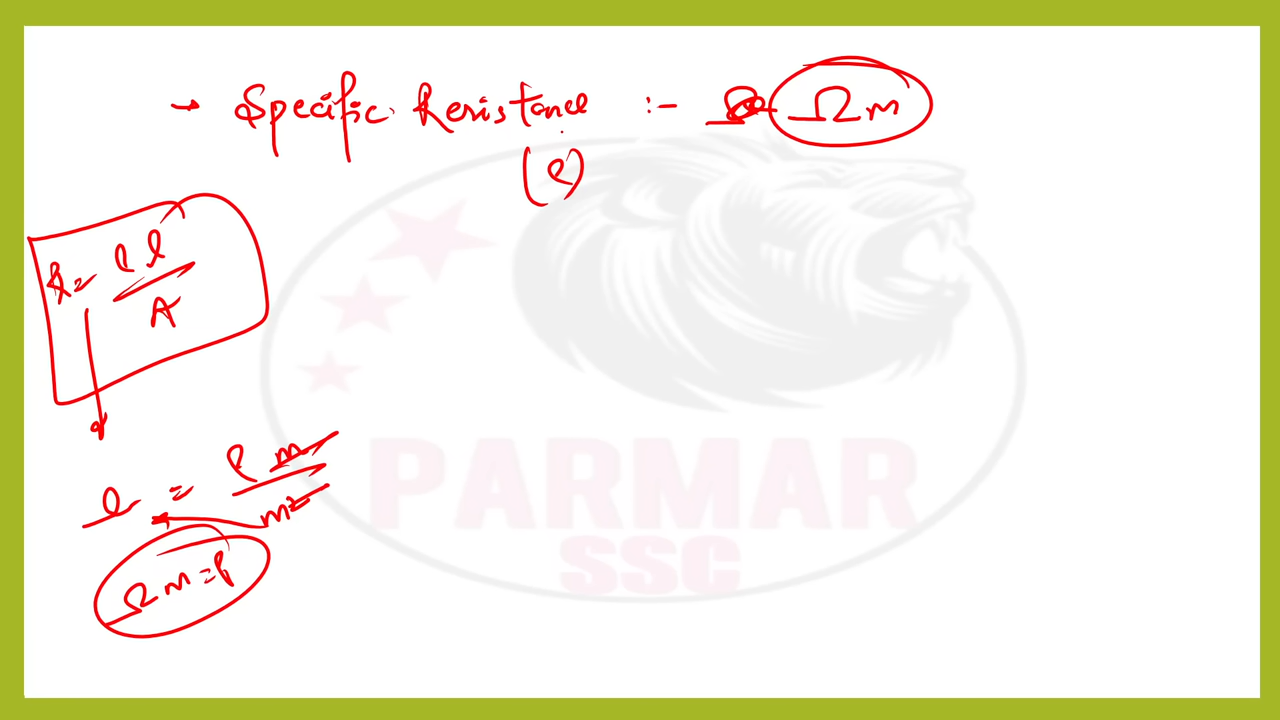 → Specific Resistance :- Ωm
(ρ)
R = ρl
A
Ω = ρ m
m²
Ωm = ρ
PARMAR
SSC